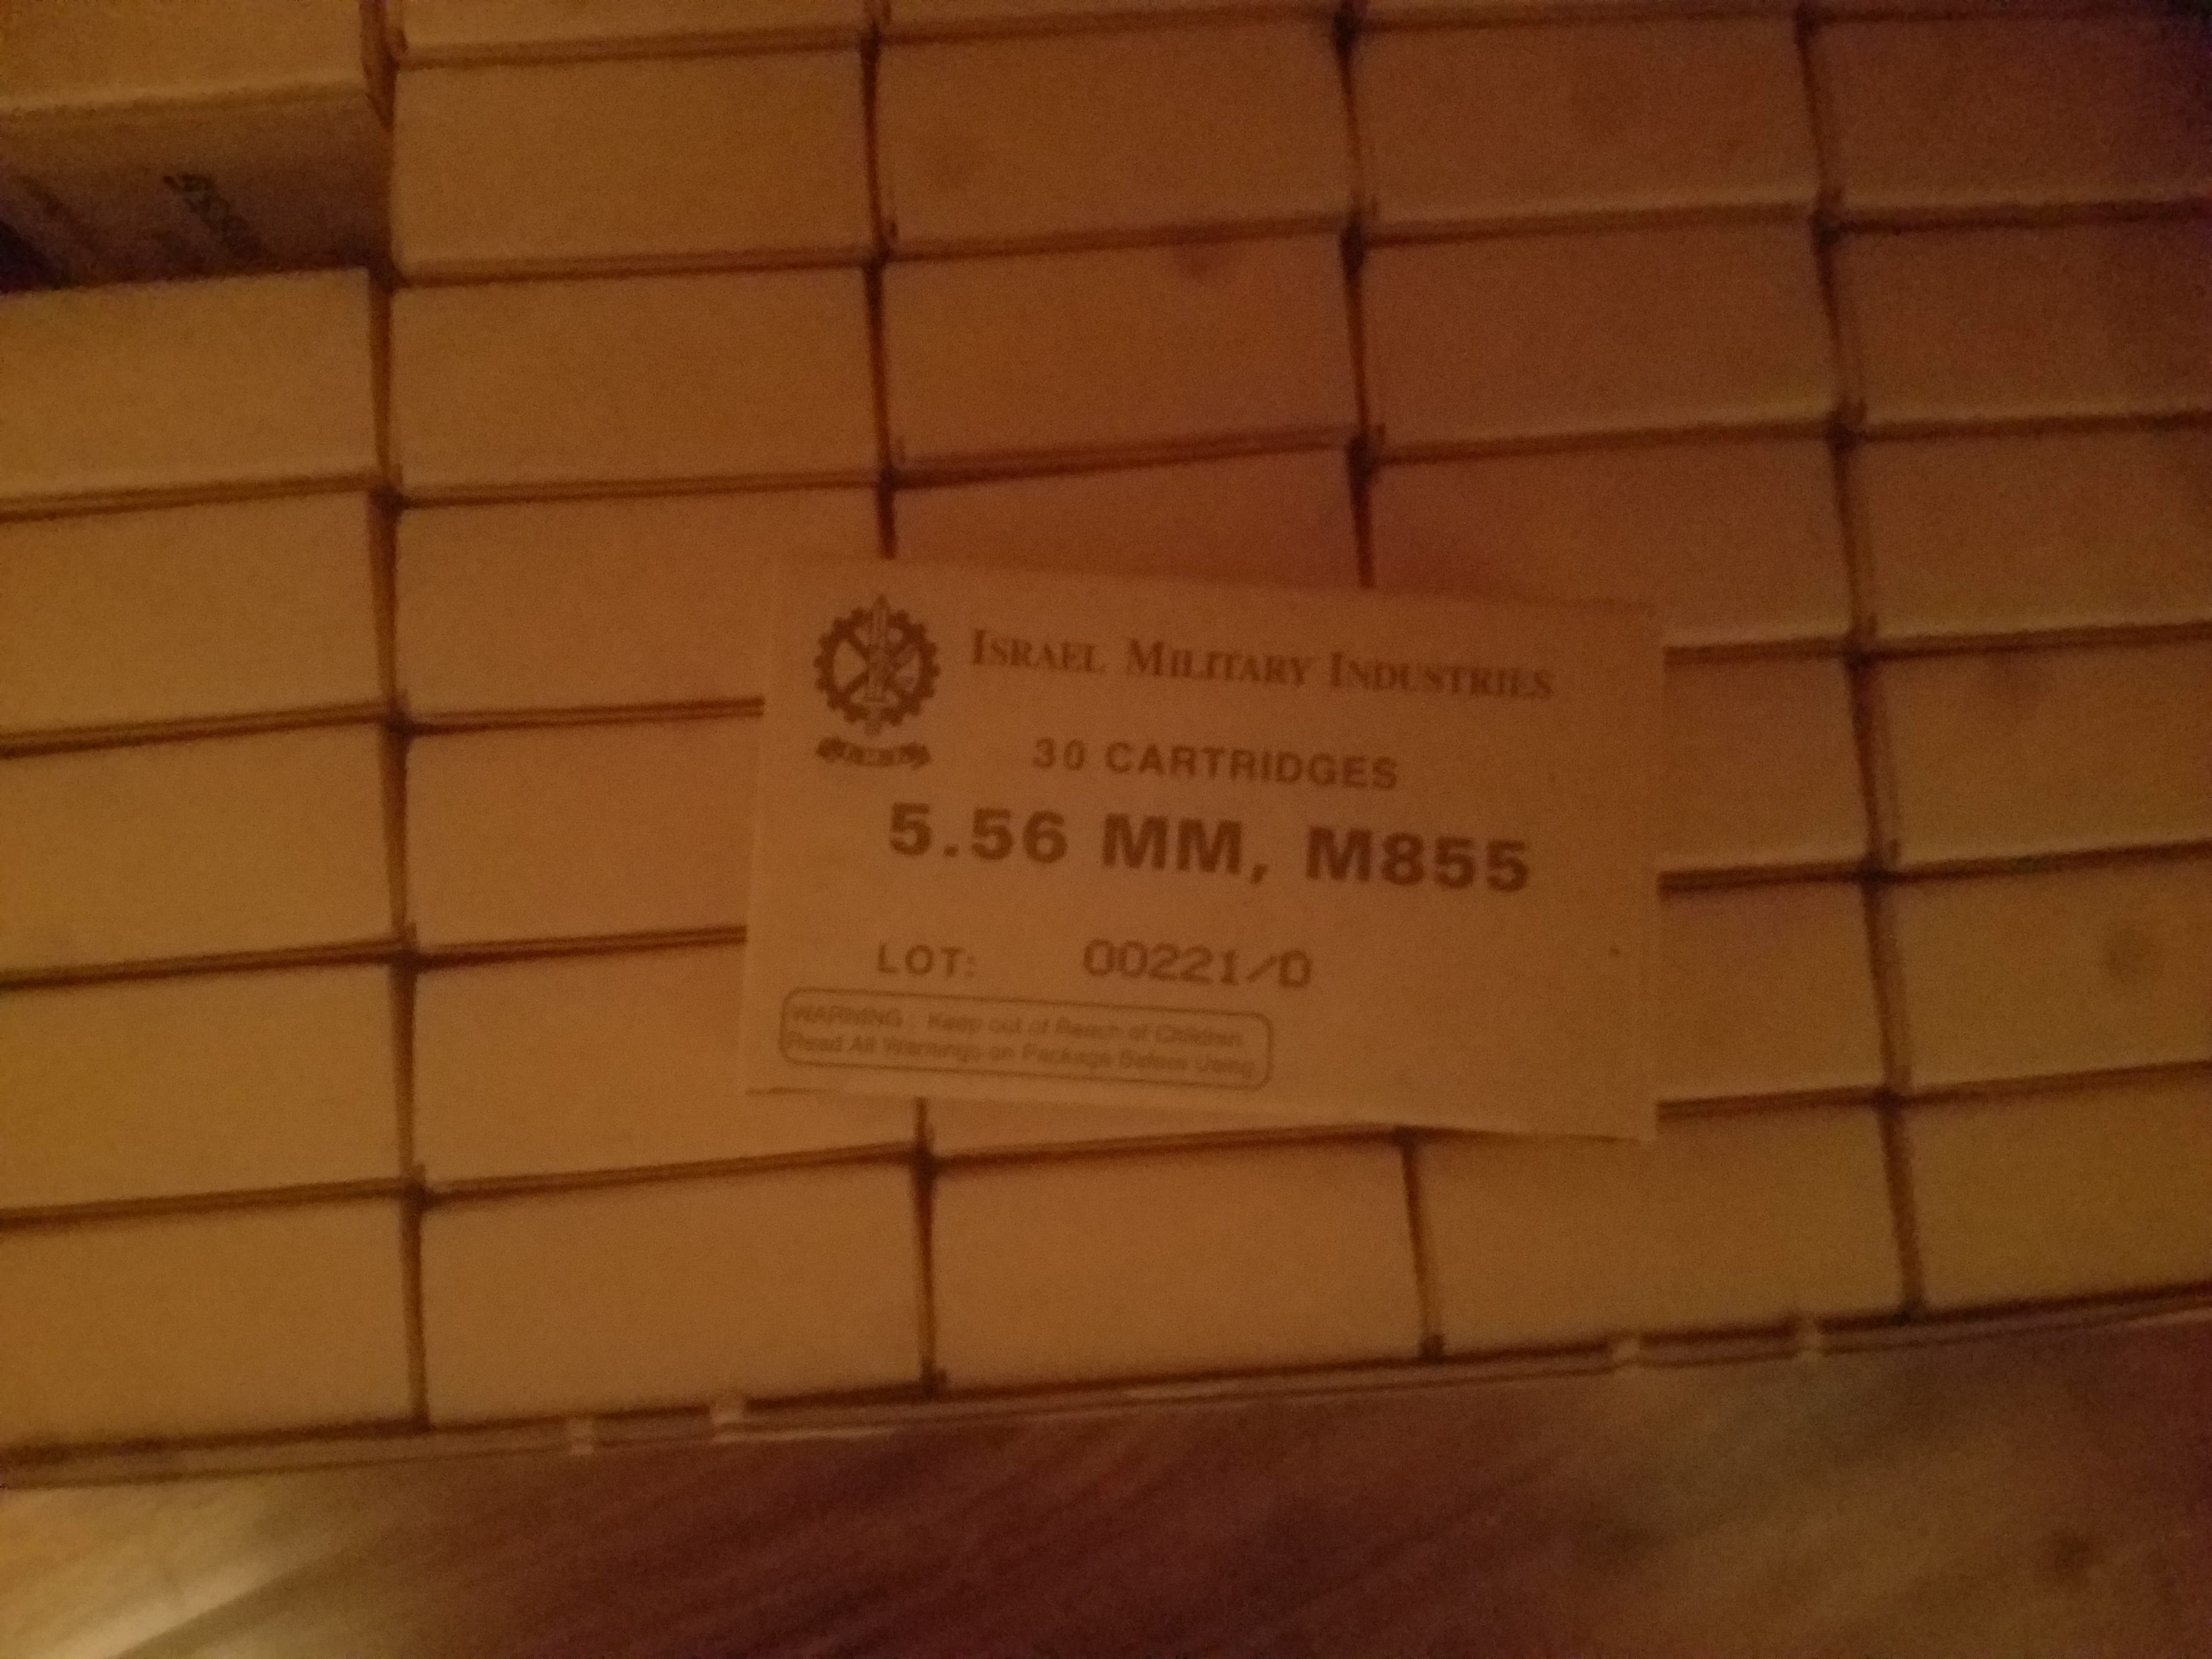 ISRAEL MILITARY INDUSTRIES
30 CARTRIDGES
5.56 MM, M855
LOT: 00221/D
WARNING : Keep out of Reach of Children.
Read All Warnings on Package Before Using.